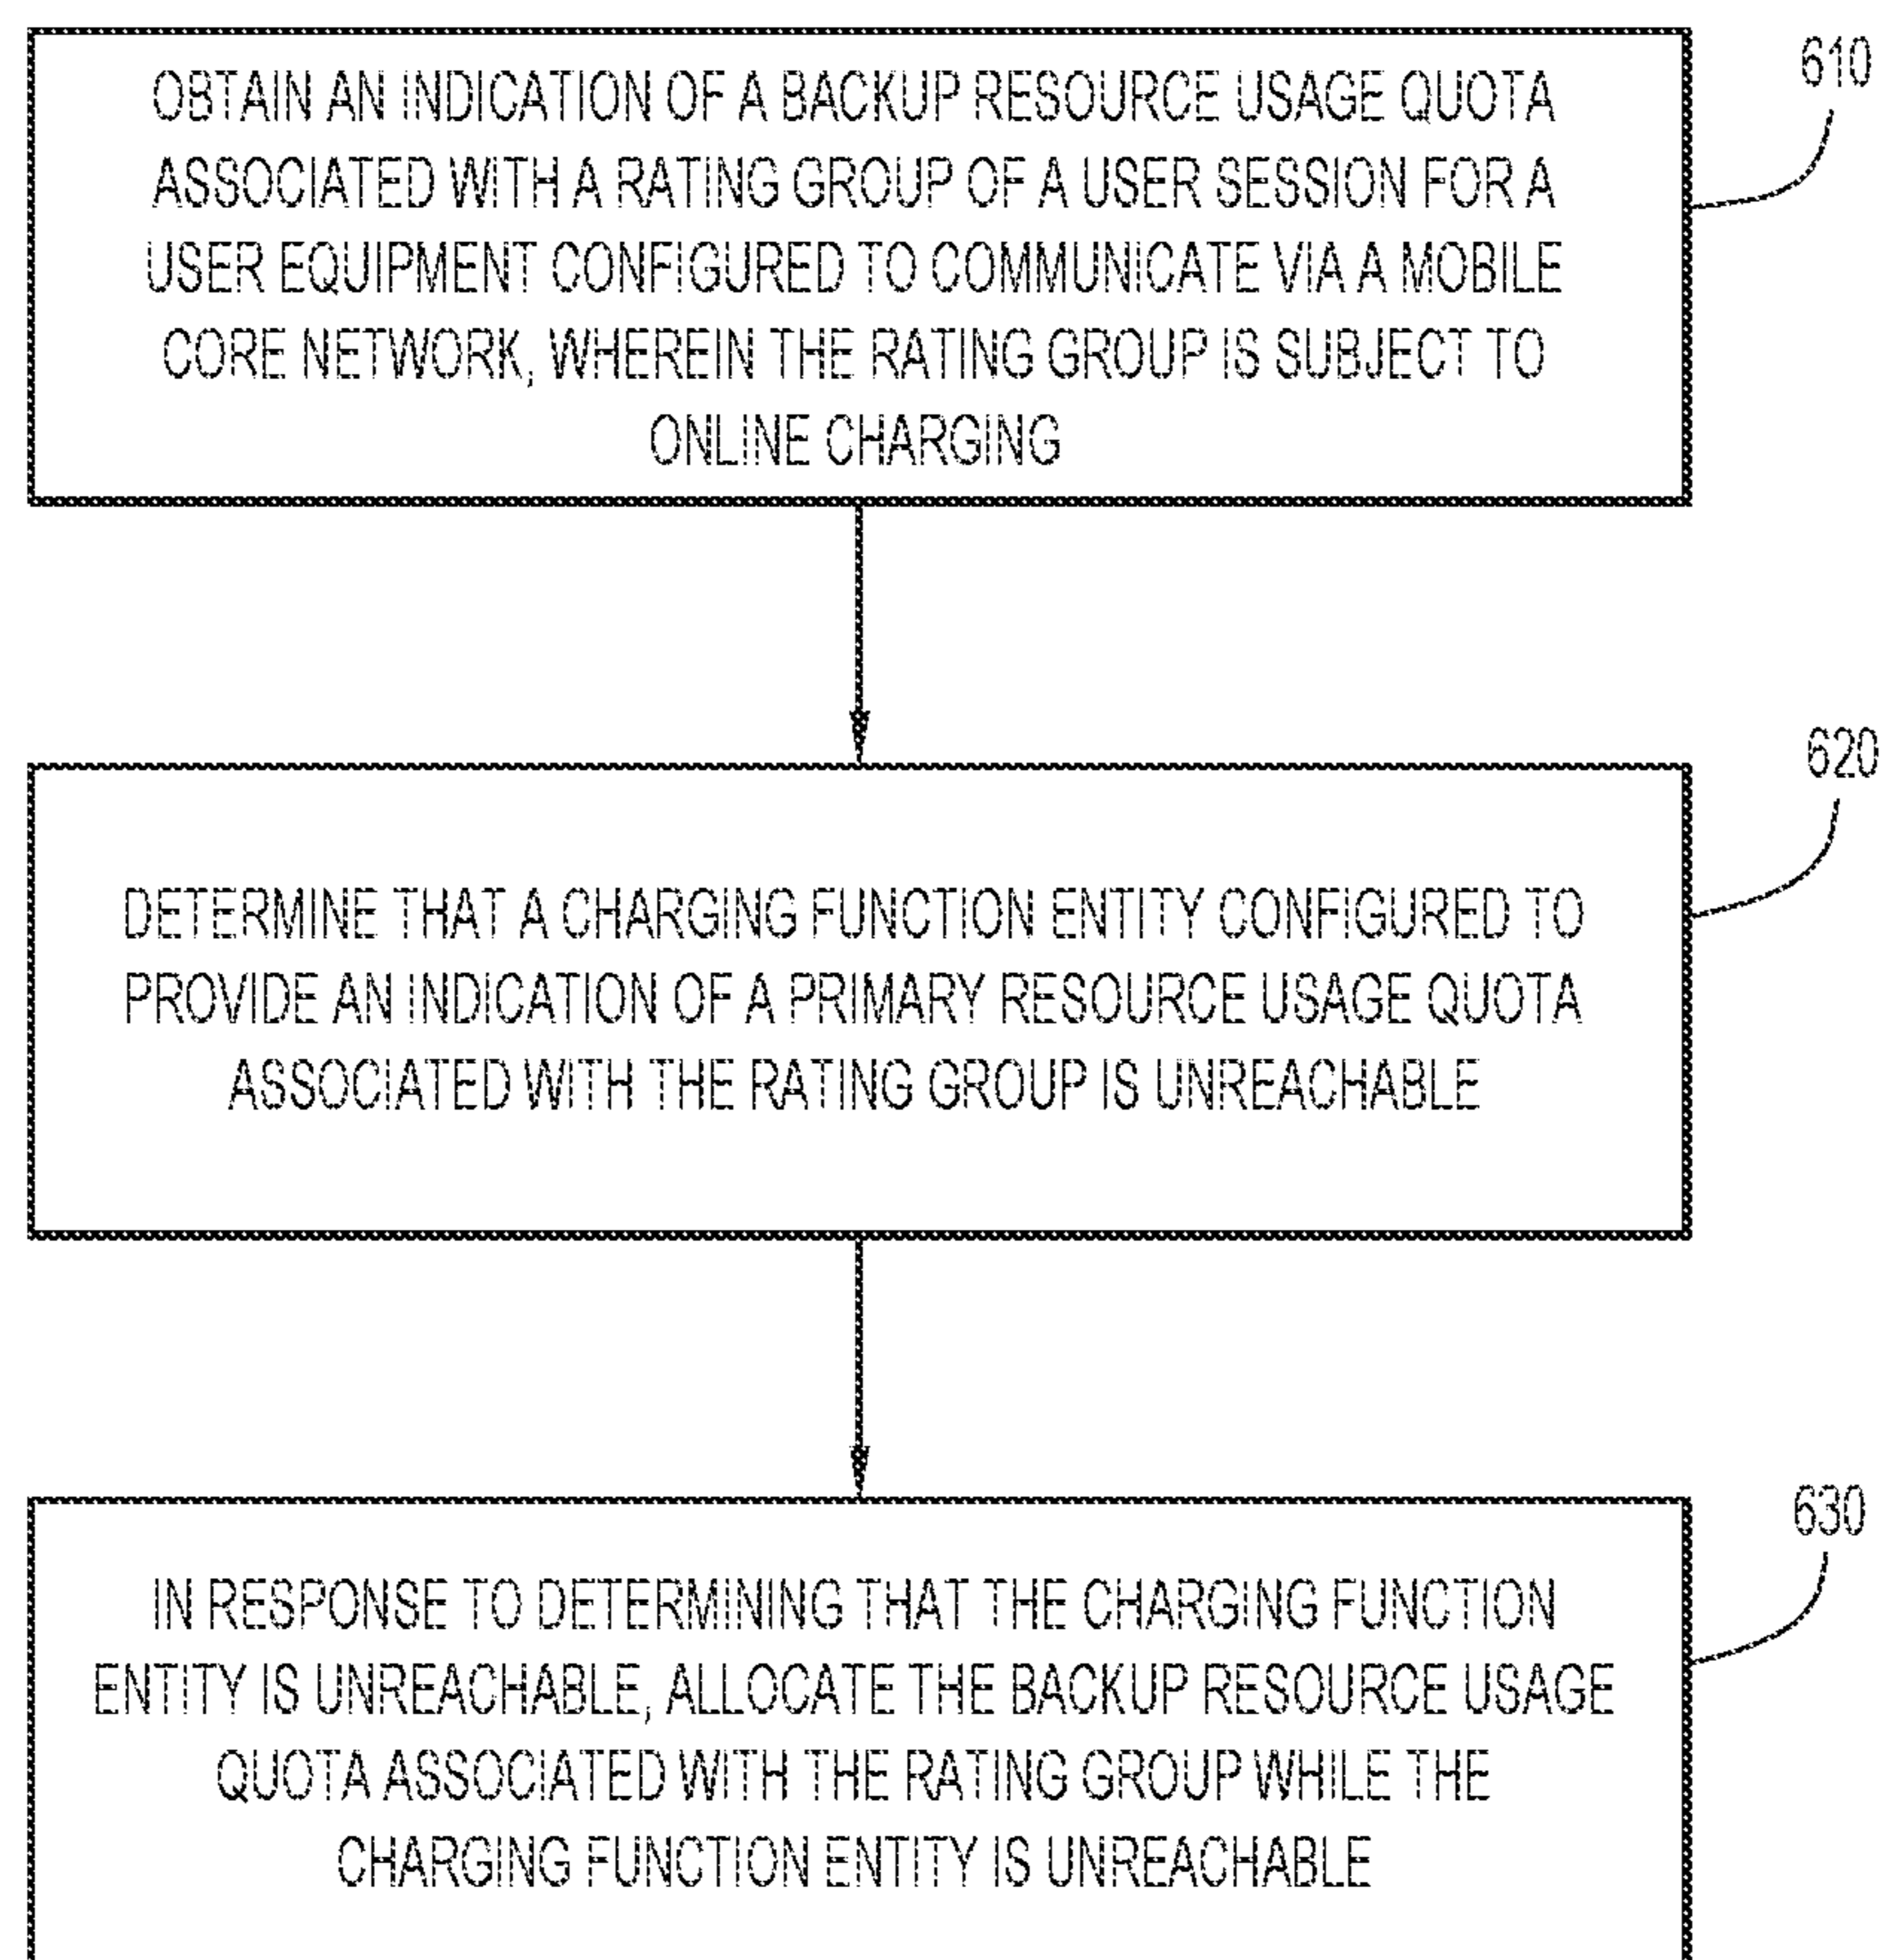 OBTAIN AN INDICATION OF A BACKUP RESOURCE USAGE QUOTA
ASSOCIATED WITH A RATING GROUP OF A USER SESSION FOR A
USER EQUIPMENT CONFIGURED TO COMMUNICATE VIA A MOBILE
CORE NETWORK, WHEREIN THE RATING GROUP IS SUBJECT TO
ONLINE CHARGING
610
DETERMINE THAT A CHARGING FUNCTION ENTITY CONFIGURED TO
PROVIDE AN INDICATION OF A PRIMARY RESOURCE USAGE QUOTA
ASSOCIATED WITH THE RATING GROUP IS UNREACHABLE
620
IN RESPONSE TO DETERMINING THAT THE CHARGING FUNCTION
ENTITY IS UNREACHABLE, ALLOCATE THE BACKUP RESOURCE USAGE
QUOTA ASSOCIATED WITH THE RATING GROUP WHILE THE
CHARGING FUNCTION ENTITY IS UNREACHABLE
630